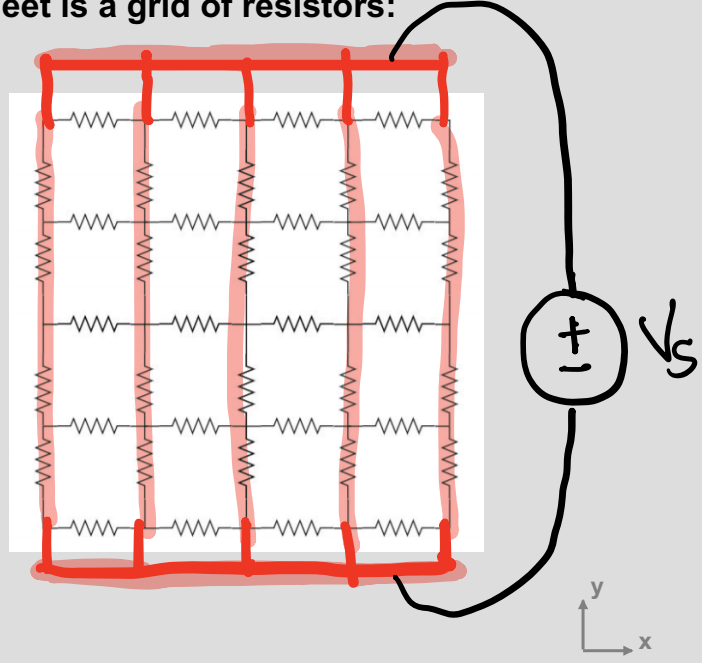 eet is a grid of resistors:
+
−
Vs
y
x